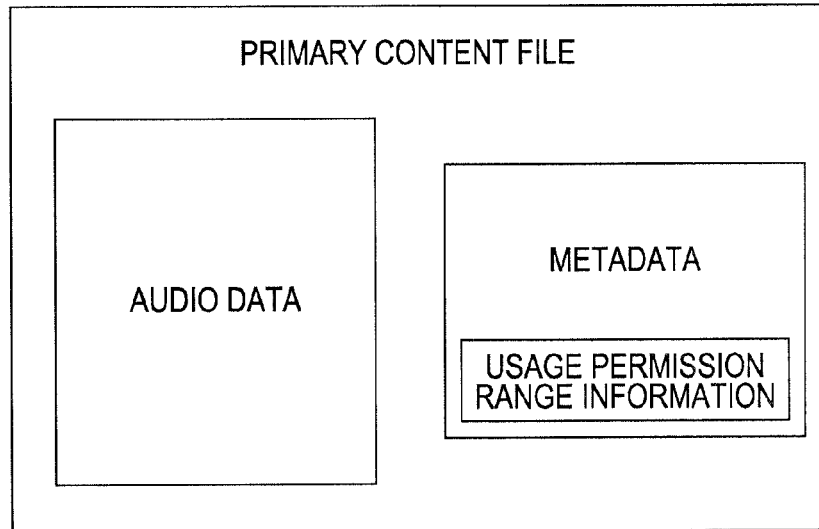 PRIMARY CONTENT FILE
AUDIO DATA
METADATA
USAGE PERMISSION
RANGE INFORMATION